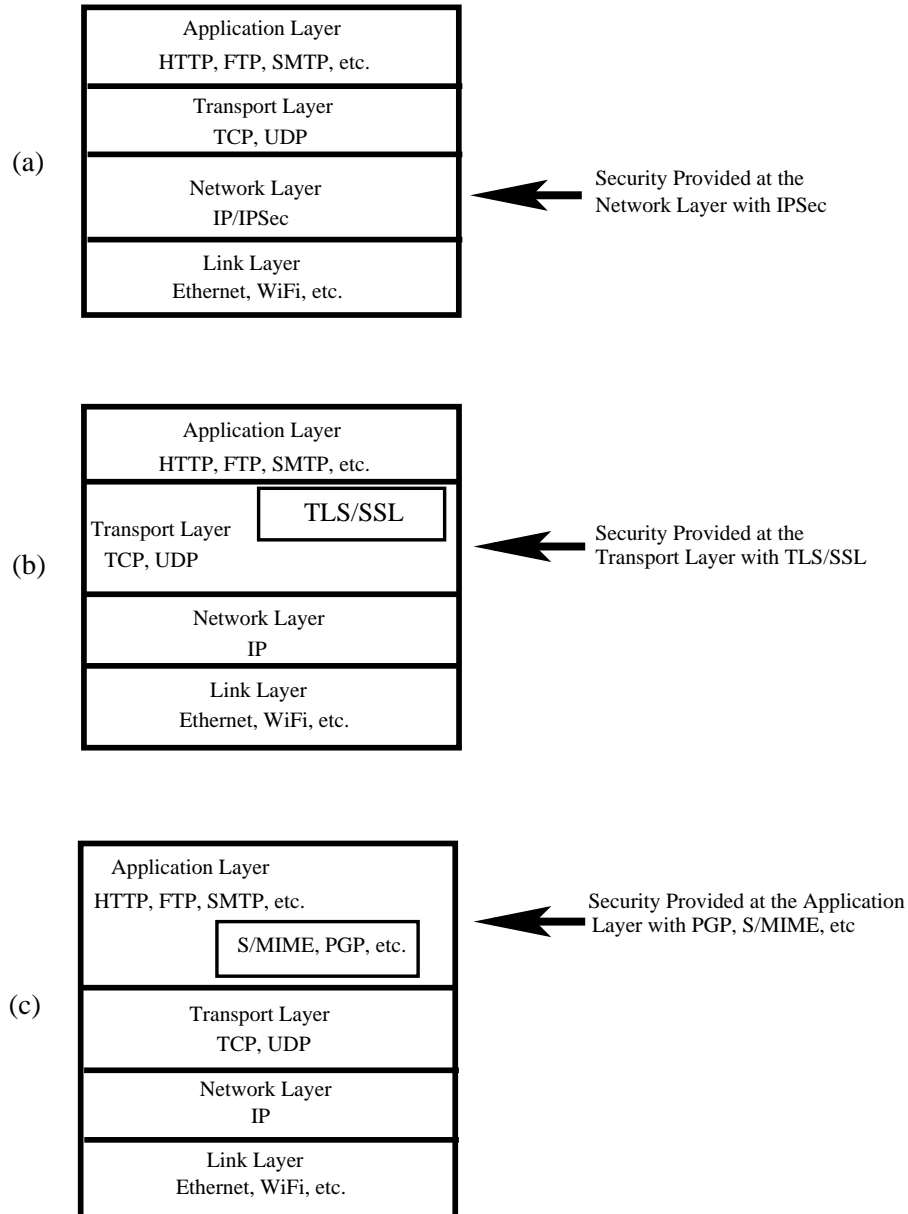 Application Layer
HTTP, FTP, SMTP, etc.
Transport Layer
TCP, UDP
(a)
Network Layer
IP/IPSec
Security Provided at the
Network Layer with IPSec
Link Layer
Ethernet, WiFi, etc.
Application Layer
HTTP, FTP, SMTP, etc.
TLS/SSL
Transport Layer
TCP, UDP
(b)
Security Provided at the
Transport Layer with TLS/SSL
Network Layer
IP
Link Layer
Ethernet, WiFi, etc.
Application Layer
HTTP, FTP, SMTP, etc.
S/MIME, PGP, etc.
Security Provided at the Application
Layer with PGP, S/MIME, etc
(c)
Transport Layer
TCP, UDP
Network Layer
IP
Link Layer
Ethernet, WiFi, etc.